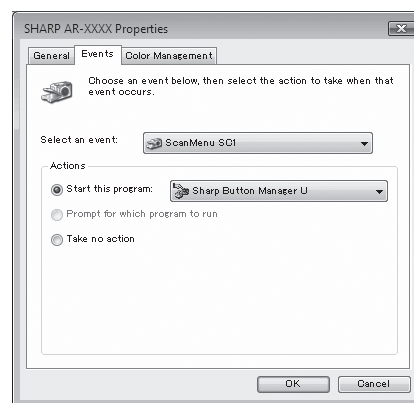 SHARP AR-XXXX Properties
General Events Color Management
Choose an event below, then select the action to take when that
event occurs.
Select an event: ScanMenu SC1
Actions
Start this program: Sharp Button Manager U
Prompt for which program to run
Take no action
OK Cancel